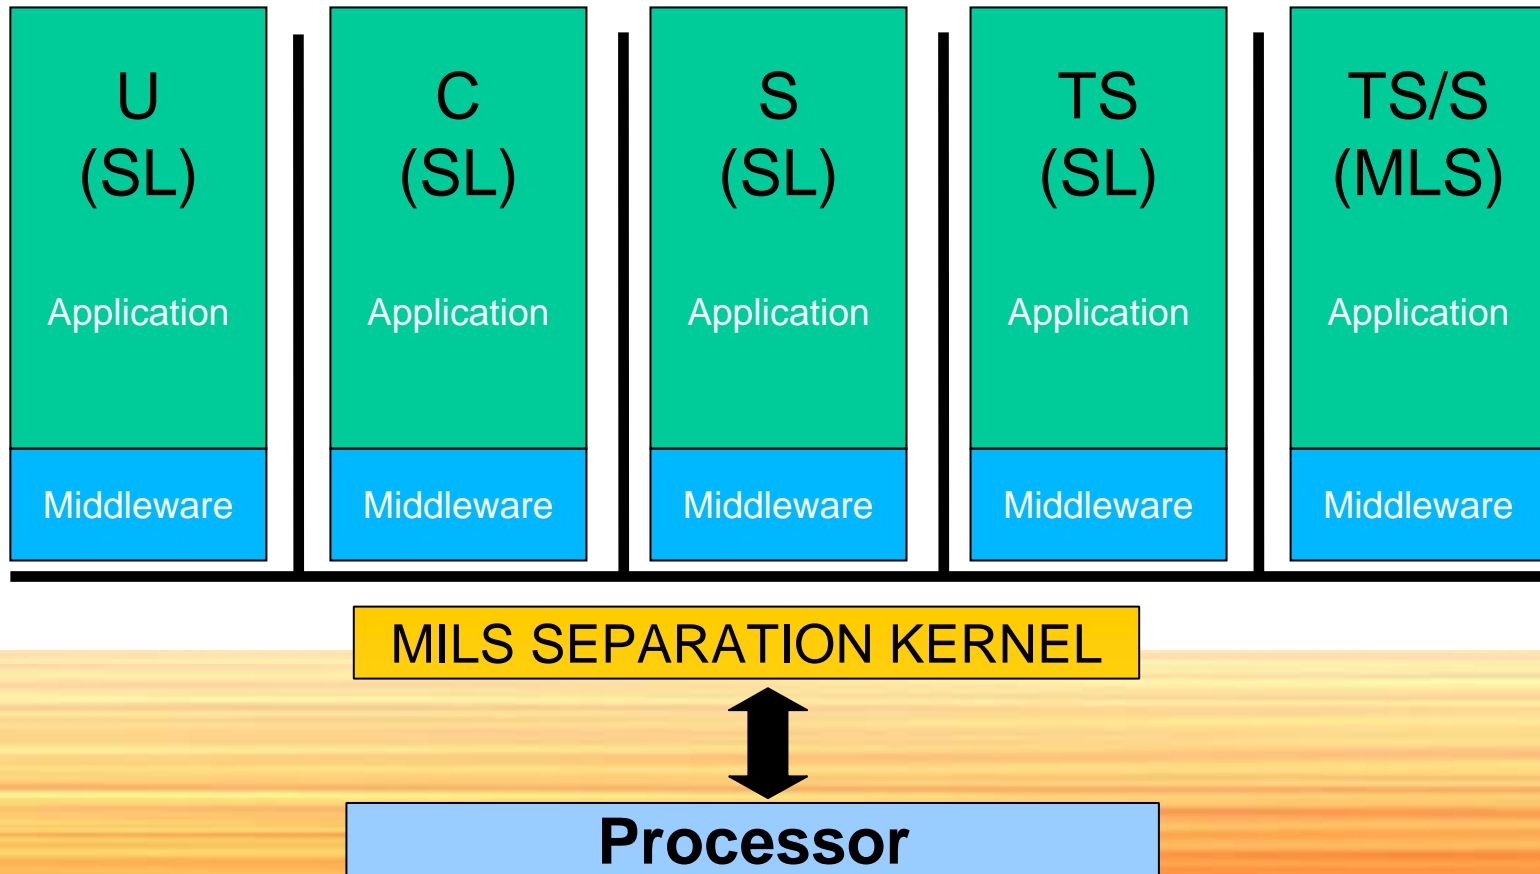 U
(SL)
Application
Middleware
C
(SL)
Application
Middleware
S
(SL)
Application
Middleware
TS
(SL)
Application
Middleware
TS/S
(MLS)
Application
Middleware
MILS SEPARATION KERNEL
Processor